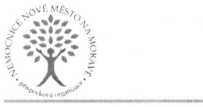 NEMOCNICE NOVÉ MĚSTO NA MORAVĚ
• příspěvková organizace •